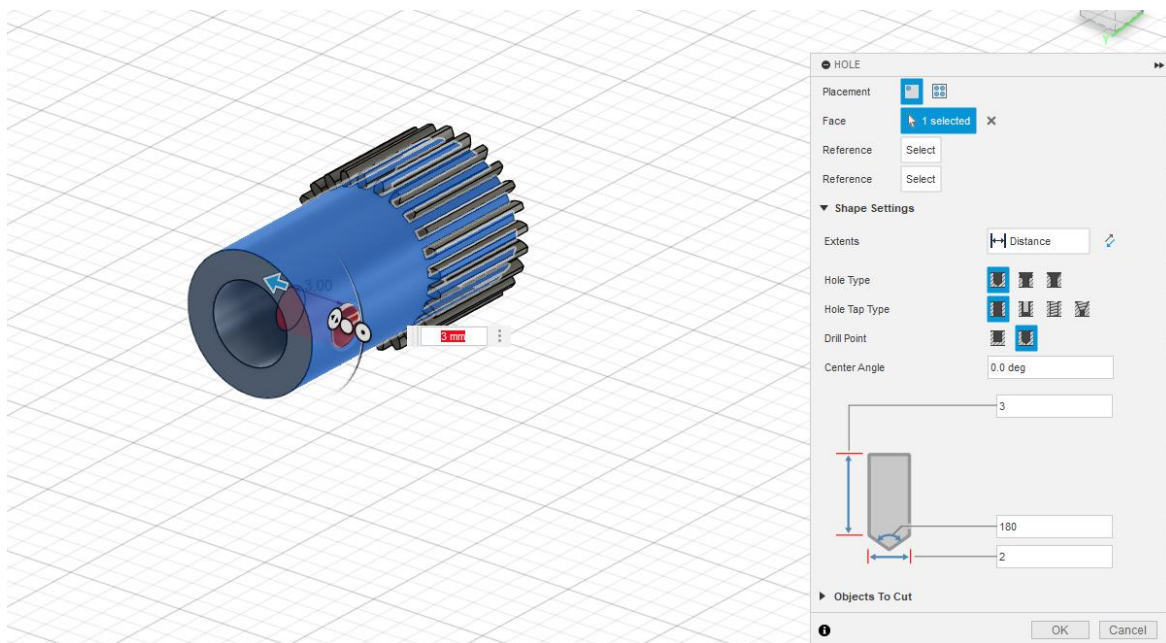 HOLE
Placement
Face 1 selected
Reference Select
Reference Select
Shape Settings
Extents Distance
Hole Type
Hole Tap Type
Drill Point
Center Angle 0.0 deg
3
180
2
Objects To Cut
OK Cancel
3.00
3 mm
Y